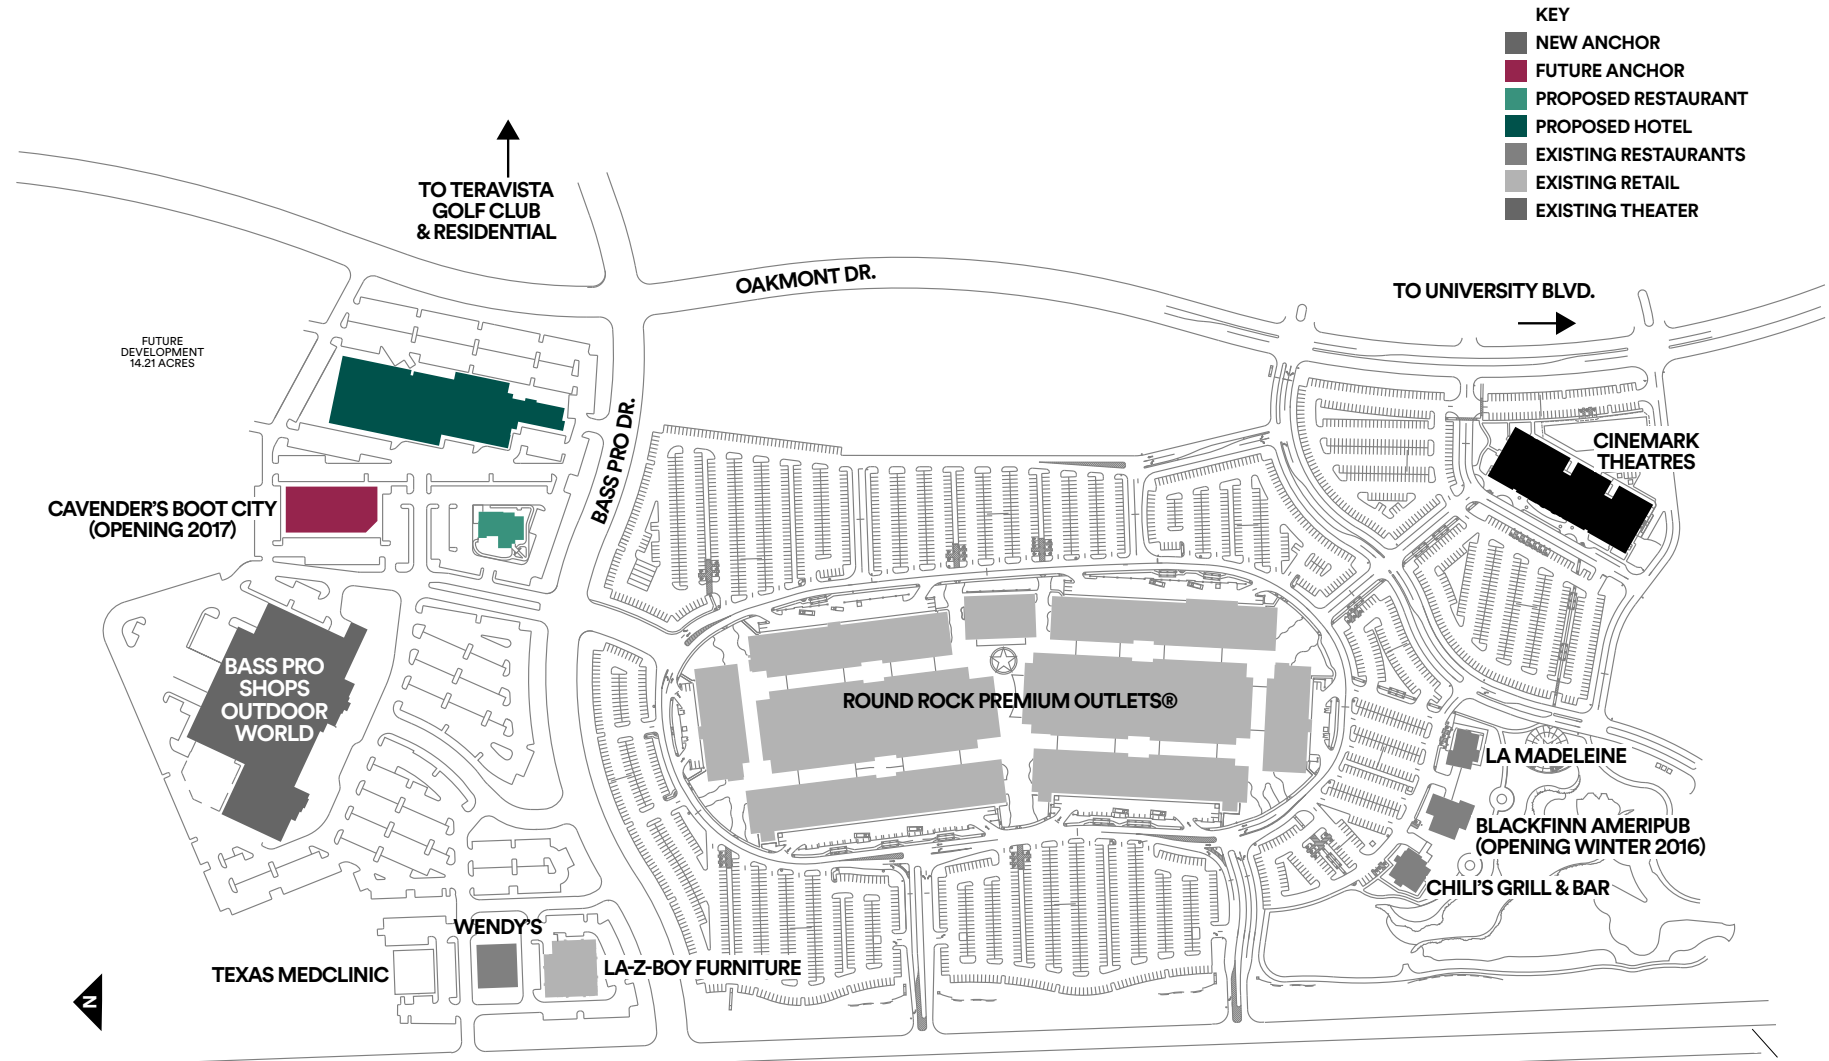 KEY
NEW ANCHOR
FUTURE ANCHOR
PROPOSED RESTAURANT
PROPOSED HOTEL
EXISTING RESTAURANTS
EXISTING RETAIL
EXISTING THEATER
TO TERAVISTA
GOLF CLUB
& RESIDENTIAL
OAKMONT DR.
TO UNIVERSITY BLVD.
FUTURE
DEVELOPMENT
14.21 ACRES
BASS PRO DR.
CINEMARK
THEATRES
CAVENDER'S BOOT CITY
(OPENING 2017)
BASS PRO
SHOPS
OUTDOOR
WORLD
ROUND ROCK PREMIUM OUTLETS®
LA MADELEINE
BLACKFINN AMERIPUB
(OPENING WINTER 2016)
CHILI'S GRILL & BAR
WENDY'S
TEXAS MEDCLINIC
LA-Z-BOY FURNITURE
N